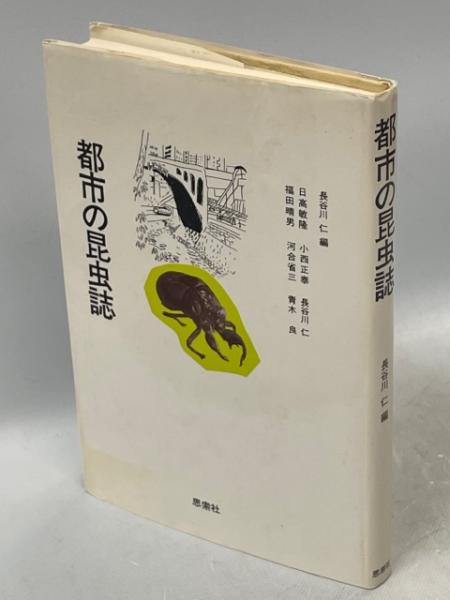 都市の昆虫誌
長谷川 仁 編
日高敏隆 小西正泰 長谷川 仁
福田晴男 河合省三 青木 良
思索社
都市の昆虫誌
長谷川 仁 編
思索社